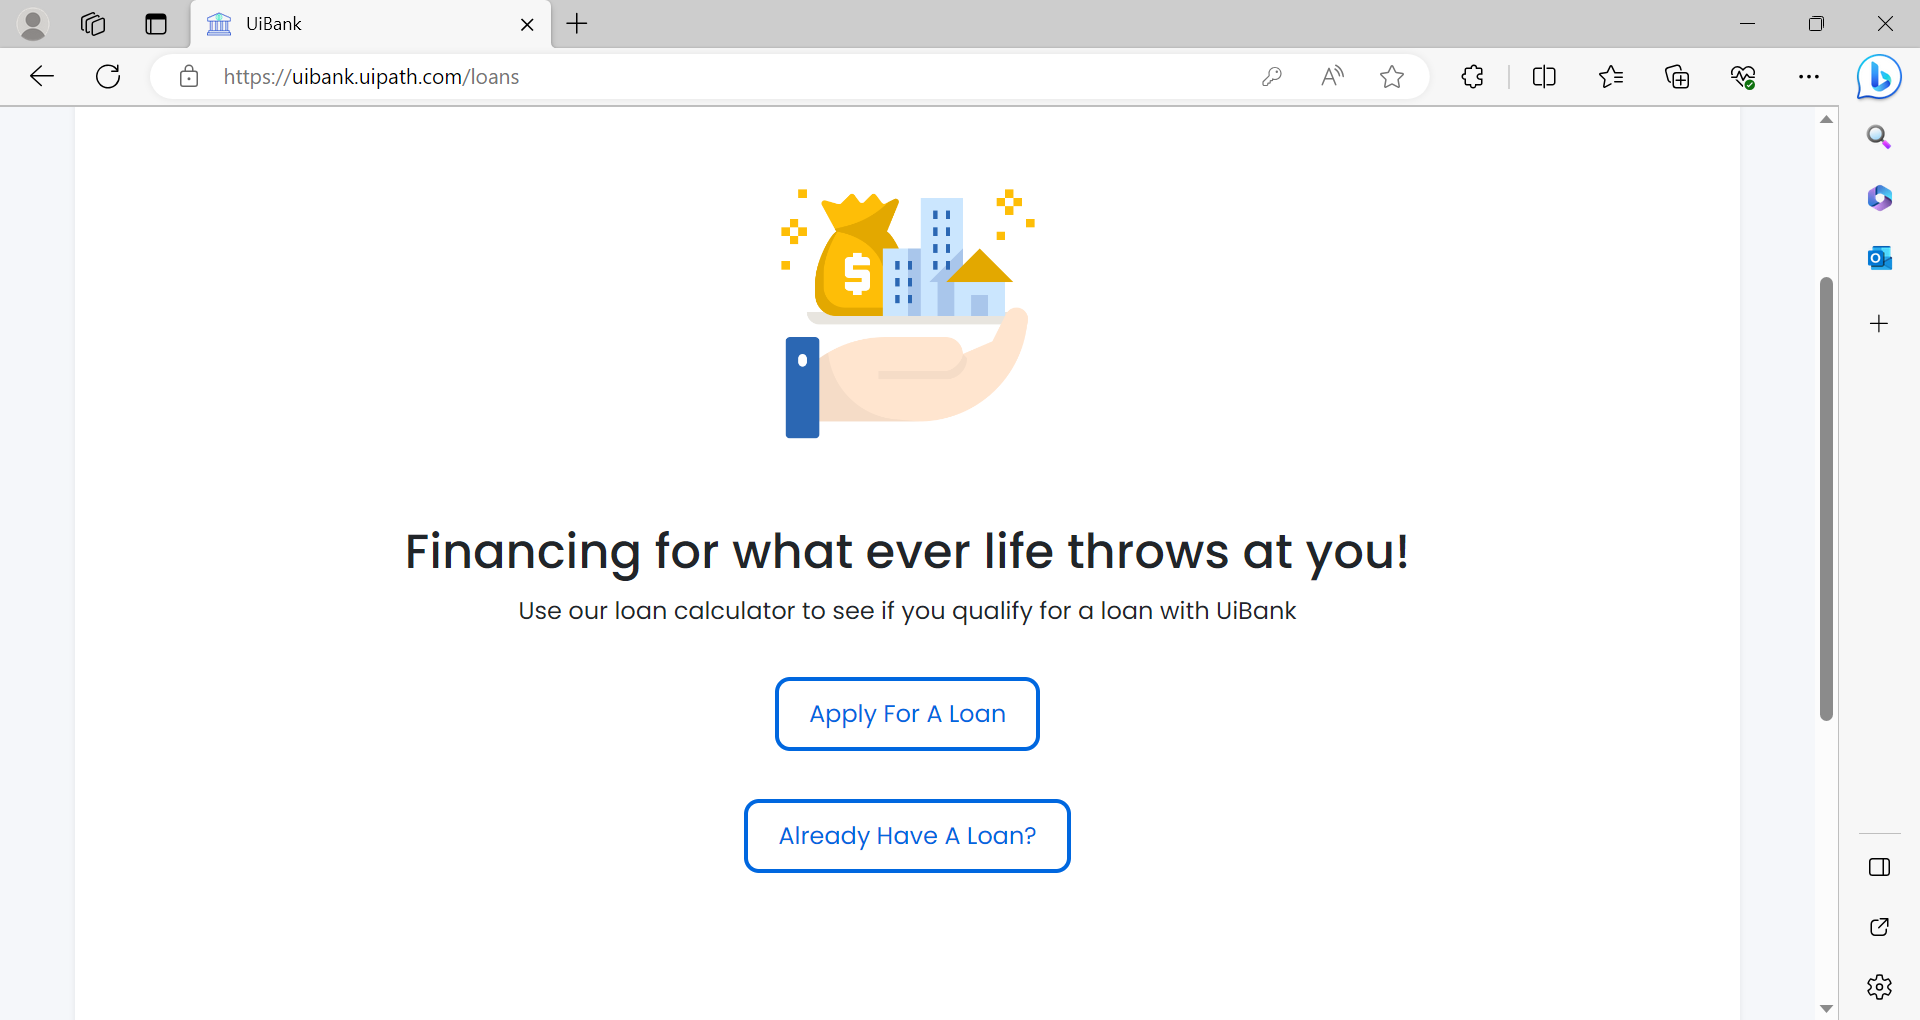 UiBank
https://uibank.uipath.com/loans
$
Financing for what ever life throws at you!
Use our loan calculator to see if you qualify for a loan with UiBank
Apply For A Loan
Already Have A Loan?